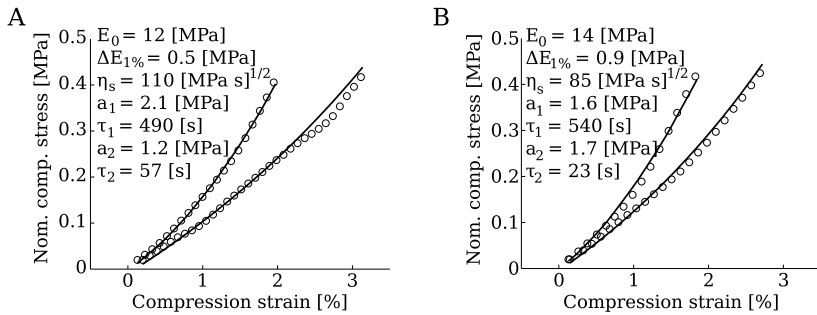 A
E0 = 12 [MPa]
ΔE1% = 0.5 [MPa]
ηs = 110 [MPa s]1/2
a1 = 2.1 [MPa]
τ1 = 490 [s]
a2 = 1.2 [MPa]
τ2 = 57 [s]
Nom. comp. stress [MPa]
0.5
0.4
0.3
0.2
0.1
0
0 1 2 3
Compression strain [%]
B
E0 = 14 [MPa]
ΔE1% = 0.9 [MPa]
ηs = 85 [MPa s]1/2
a1 = 1.6 [MPa]
τ1 = 540 [s]
a2 = 1.7 [MPa]
τ2 = 23 [s]
Nom. comp. stress [MPa]
0.5
0.4
0.3
0.2
0.1
0
0 1 2 3
Compression strain [%]